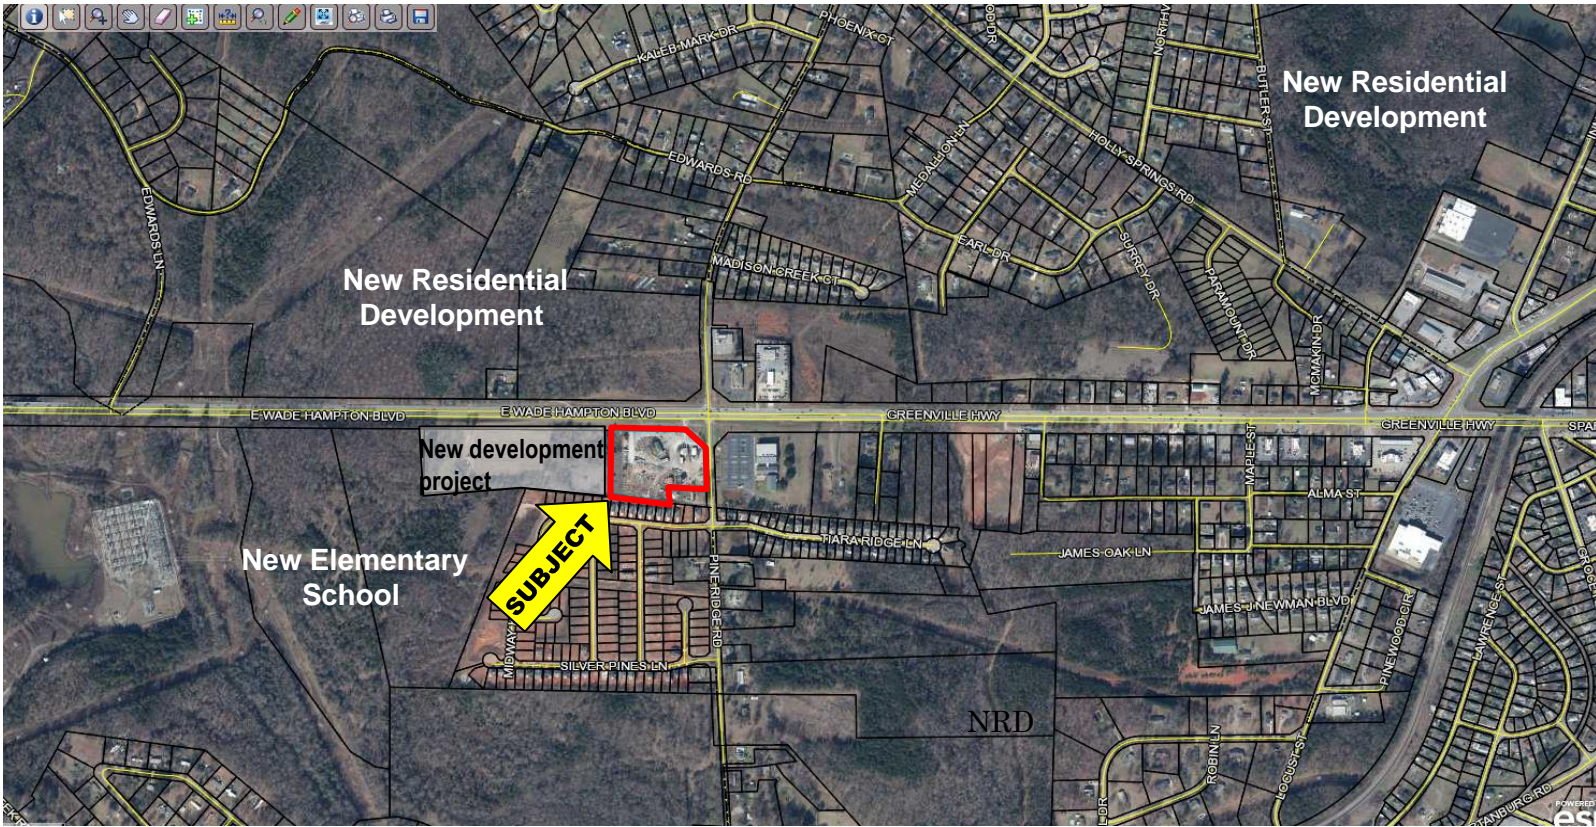 KALEB MARK DR
PHOENIX CT
BUTLER ST
New Residential
Development
EDWARDS RD
MEDALLION LN
HOLLY SPRINGS RD
EDWARDS LN
EARL DR
SURREY DR
MADISON CREEK CT
PARAMOUNT DR
New Residential
Development
MCMAKIN DR
E WADE HAMPTON BLVD
E WADE HAMPTON BLVD
GREENVILLE HWY
GREENVILLE HWY
New development
project
MAPLE ST
ALMA ST
SUBJECT
TIARA RIDGE LN
JAMES OAK LN
New Elementary
School
PINE RIDGE RD
JAMES J NEWMAN BLVD
PINEWOOD CIR
LAWRENCE ST
SILVER PINES LN
NRD
ROBIN LN
LOCUST ST
POWERED
es